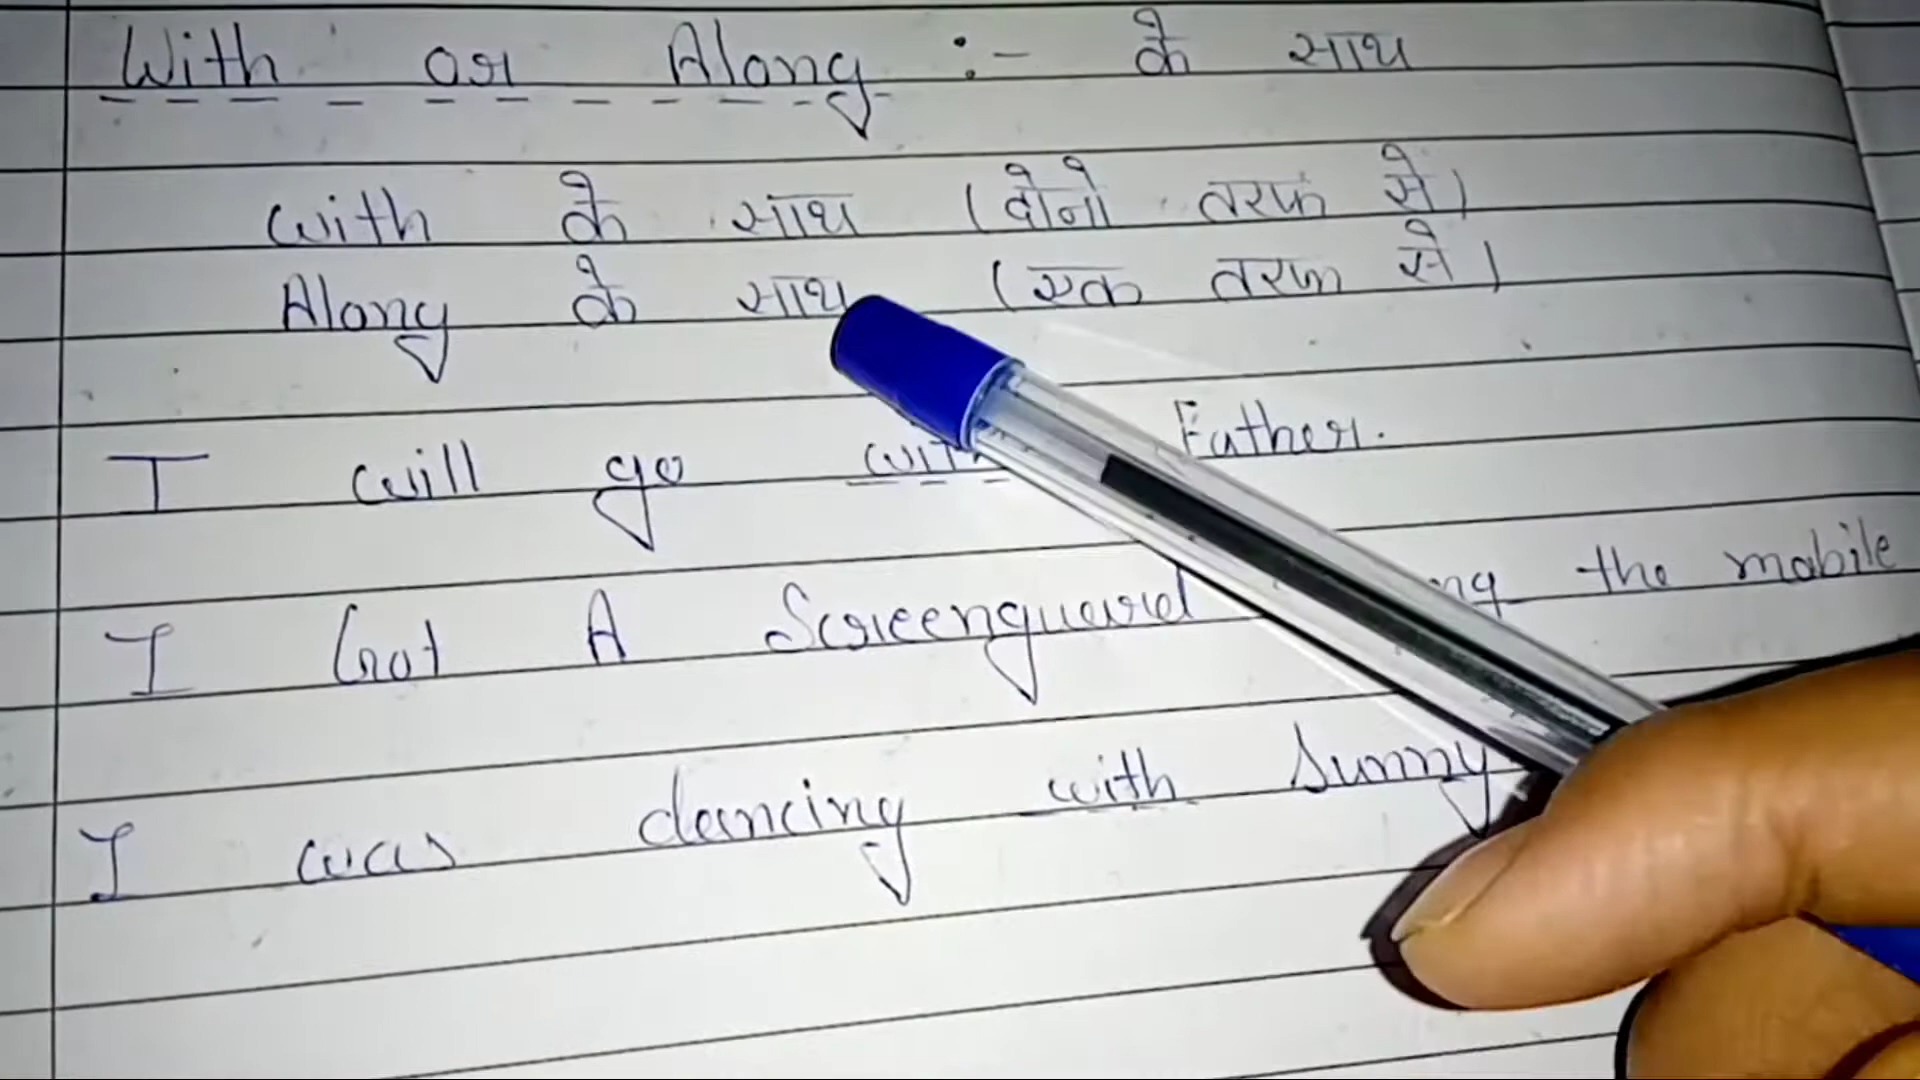 With or Along :- के साथ
with के साथ (दोनो तरफ से)
Along के साथ (एक तरफ से)
I will go with Father.
I Got A Screenguard the mobile
I was dancing with Sunny